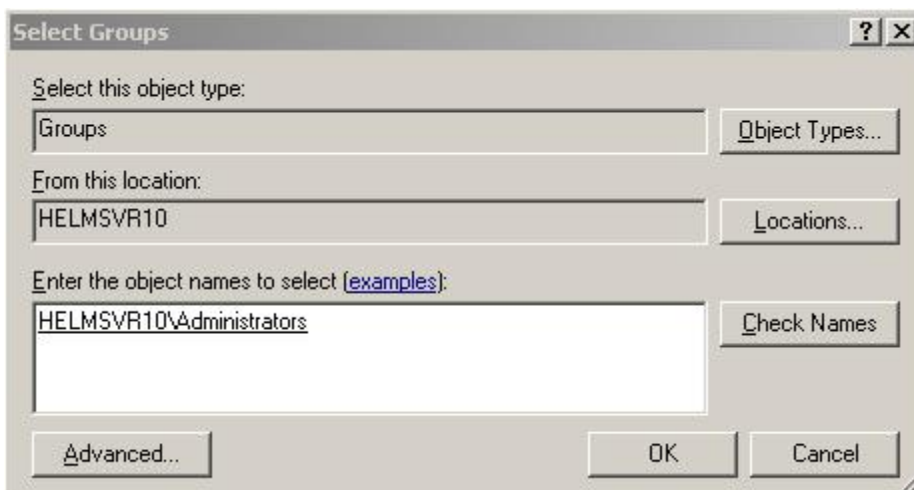 Select Groups
?
Select this object type:
Groups
Object Types...
From this location:
HELMSVR10
Locations...
Enter the object names to select (examples):
HELMSVR10\Administrators
Check Names
Advanced...
OK
Cancel